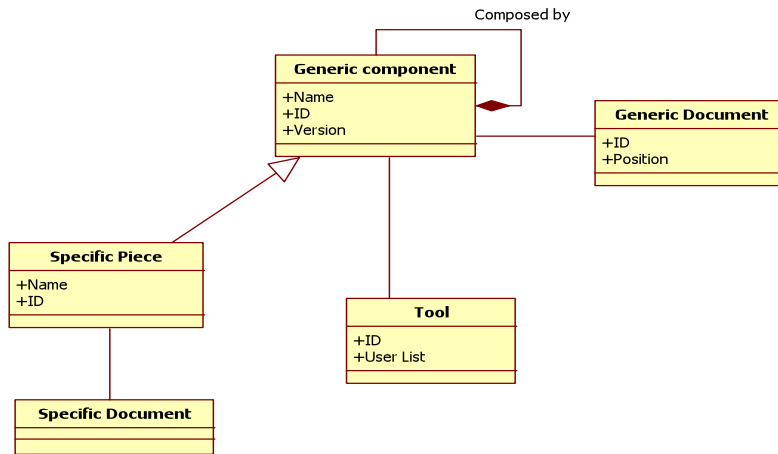 Composed by
Generic component
+Name
+ID
+Version
Generic Document
+ID
+Position
Specific Piece
+Name
+ID
Tool
+ID
+User List
Specific Document